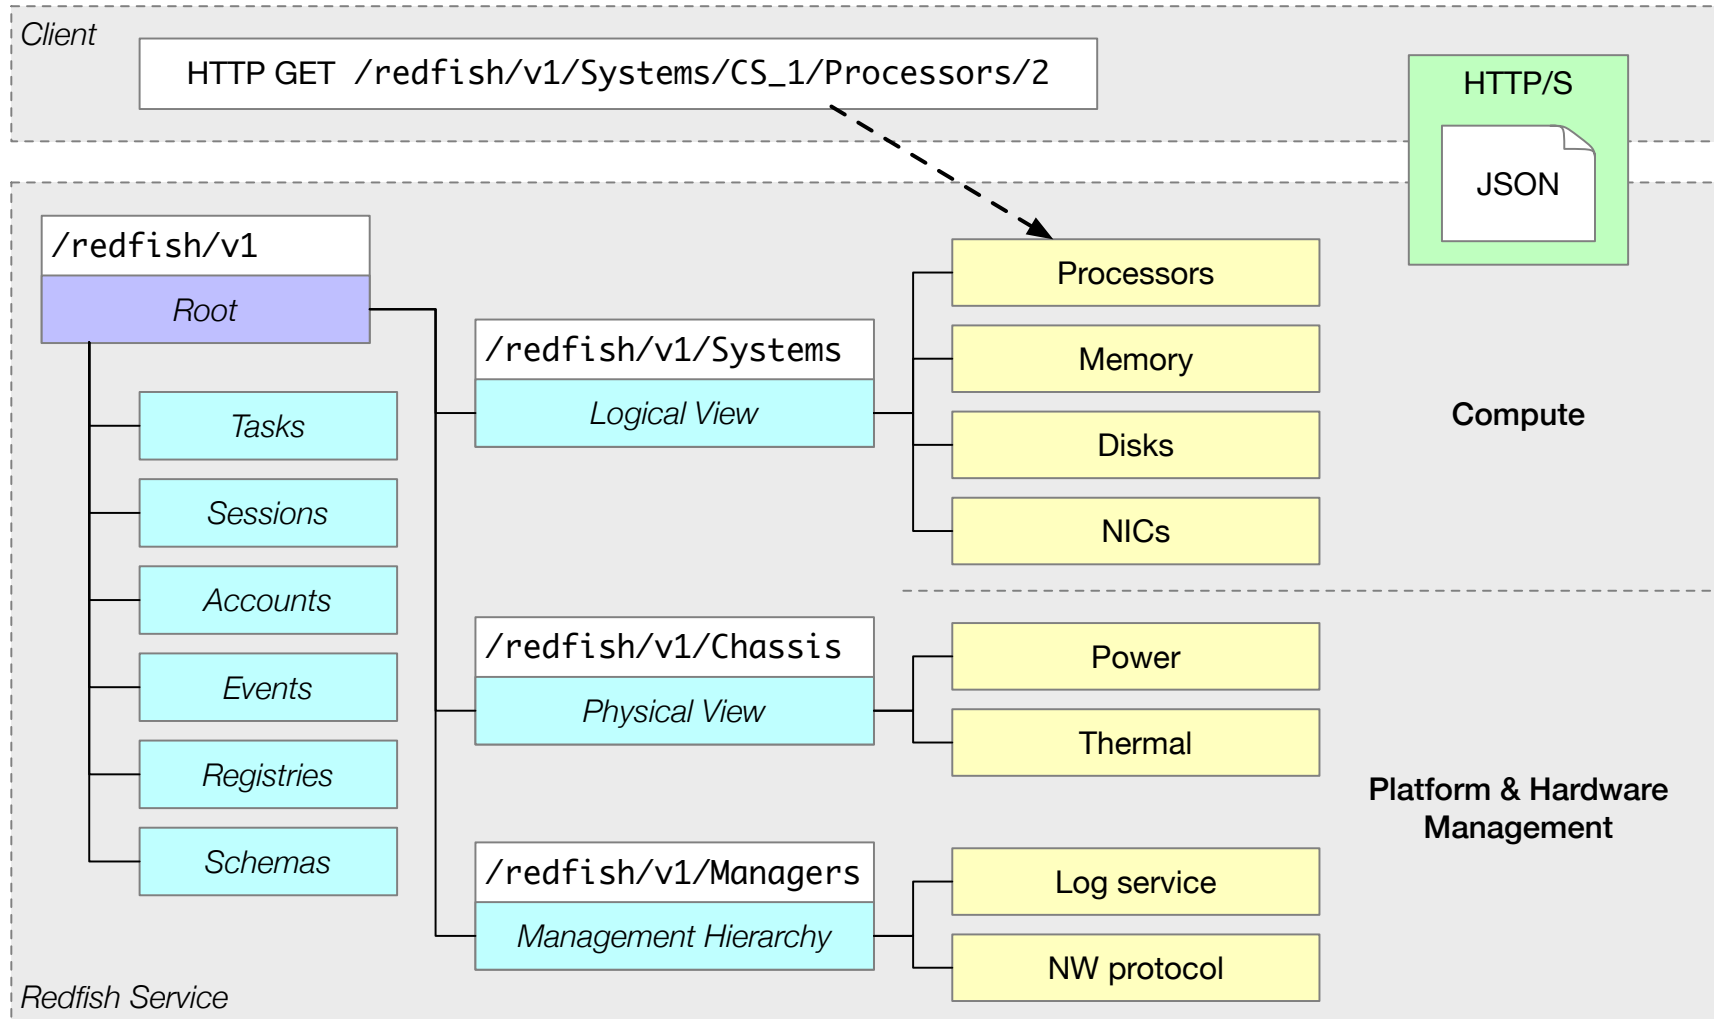 Client
HTTP GET /redfish/v1/Systems/CS_1/Processors/2
HTTP/S
JSON
/redfish/v1
Root
Tasks
Sessions
Accounts
Events
Registries
Schemas
/redfish/v1/Systems
Logical View
Processors
Memory
Disks
NICs
Compute
/redfish/v1/Chassis
Physical View
Power
Thermal
Platform & Hardware
Management
/redfish/v1/Managers
Management Hierarchy
Log service
NW protocol
Redfish Service